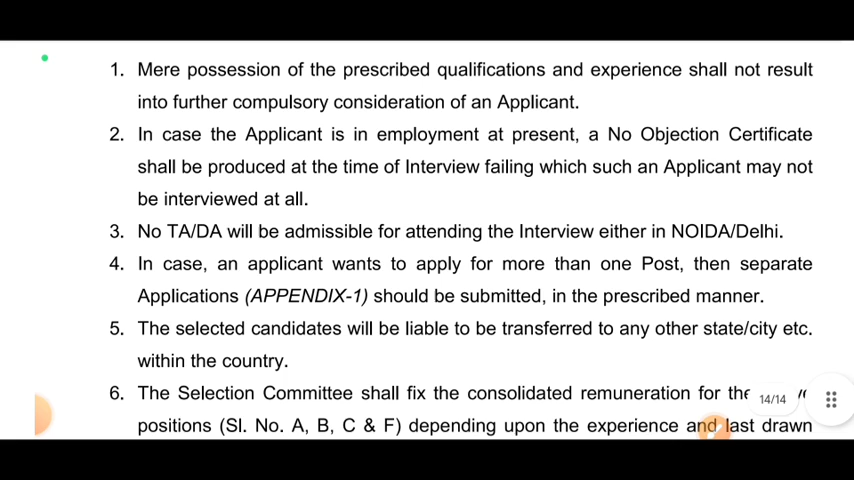 1. Mere possession of the prescribed qualifications and experience shall not result
into further compulsory consideration of an Applicant.
2. In case the Applicant is in employment at present, a No Objection Certificate
shall be produced at the time of Interview failing which such an Applicant may not
be interviewed at all.
3. No TA/DA will be admissible for attending the Interview either in NOIDA/Delhi.
4. In case, an applicant wants to apply for more than one Post, then separate
Applications (APPENDIX-1) should be submitted, in the prescribed manner.
5. The selected candidates will be liable to be transferred to any other state/city etc.
within the country.
6. The Selection Committee shall fix the consolidated remuneration for the
14/14
positions (Sl. No. A, B, C & F) depending upon the experience and last drawn